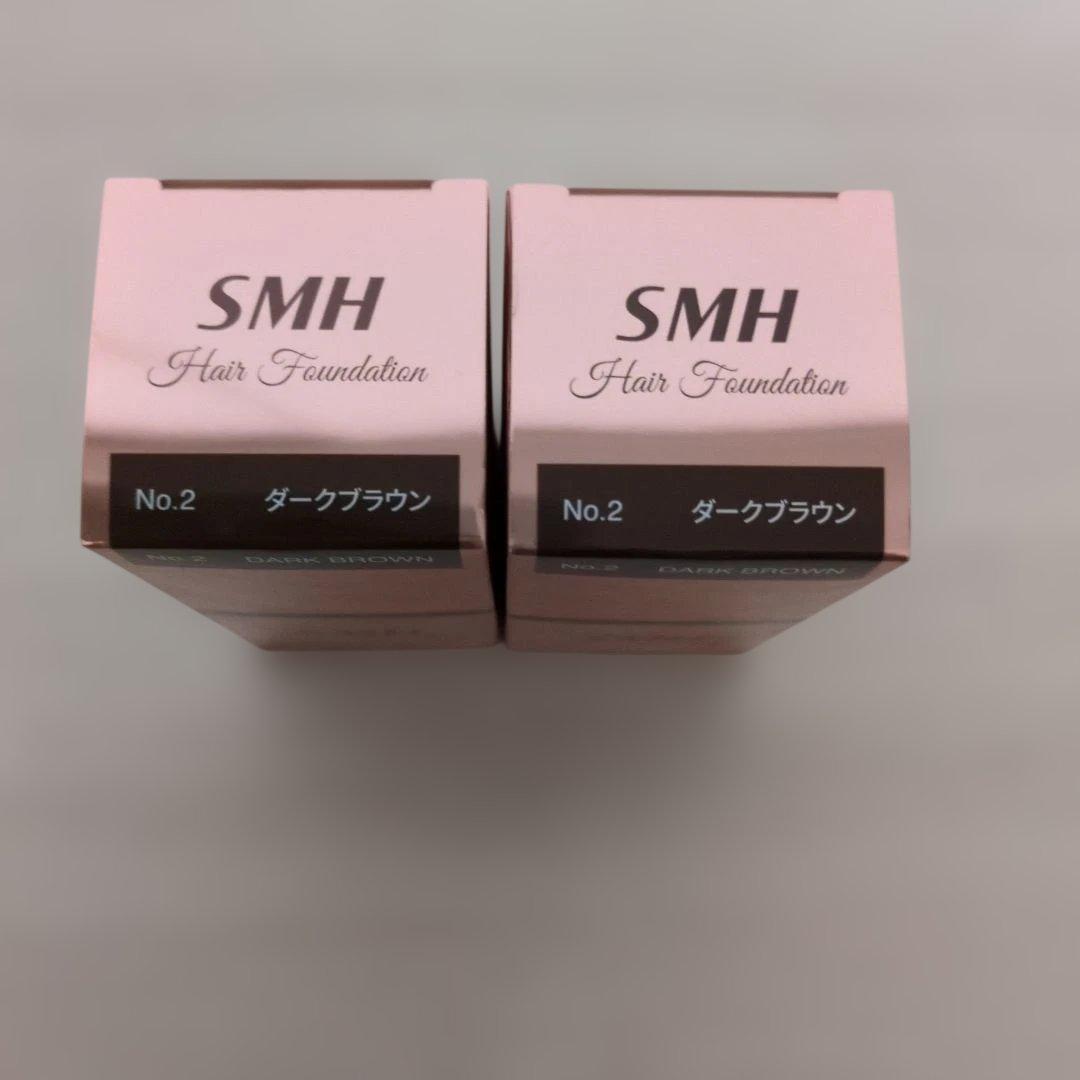 SMH
Hair Foundation
No.2 ダークブラウン
No.2 DARK BROWN
SMH
Hair Foundation
No.2 ダークブラウン
No.2 DARK BROWN